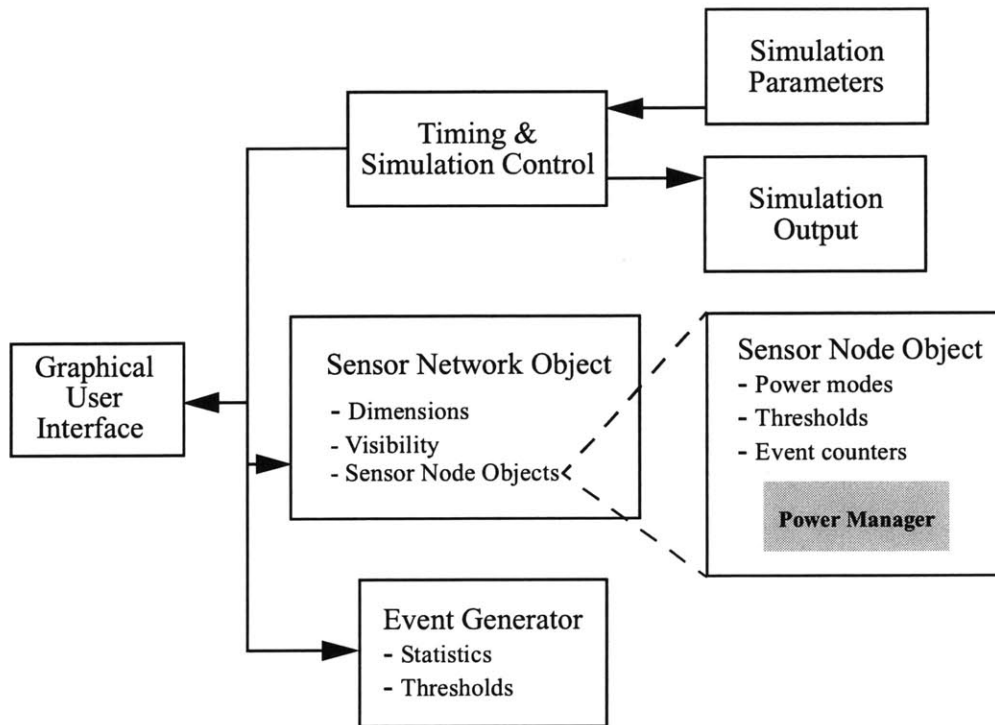 Simulation
Parameters
Timing &
Simulation Control
Simulation
Output
Graphical
User
Interface
Sensor Network Object
- Dimensions
- Visibility
- Sensor Node Objects
Sensor Node Object
- Power modes
- Thresholds
- Event counters
Power Manager
Event Generator
- Statistics
- Thresholds